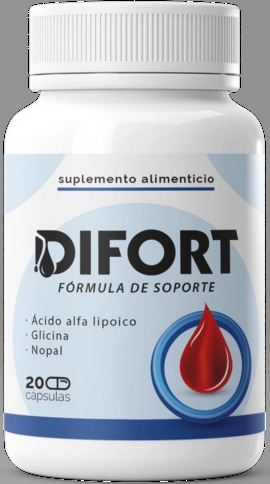 suplemento alimenticio
DIFORT
FÓRMULA DE SOPORTE
· Ácido alfa lipoico
· Glicina
· Nopal
20
cápsulas